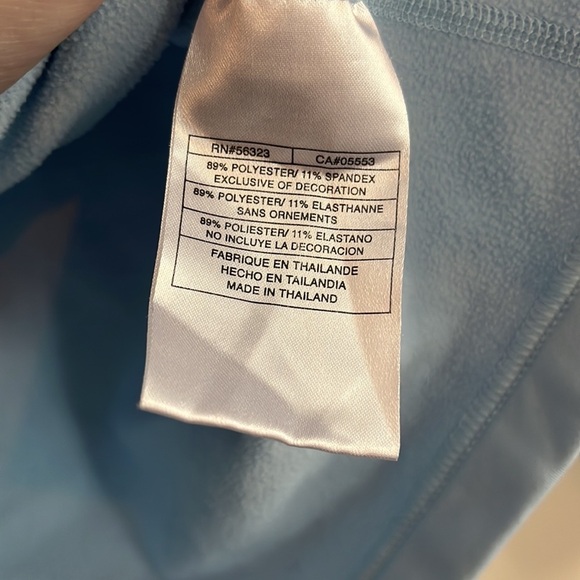 RN#56323 CA#05553
89% POLYESTER/ 11% SPANDEX
EXCLUSIVE OF DECORATION
89% POLYESTER/ 11% ELASTHANNE
SANS ORNEMENTS
89% POLIESTER/ 11% ELASTANO
NO INCLUYE LA DECORACION
FABRIQUE EN THAILANDE
HECHO EN TAILANDIA
MADE IN THAILAND